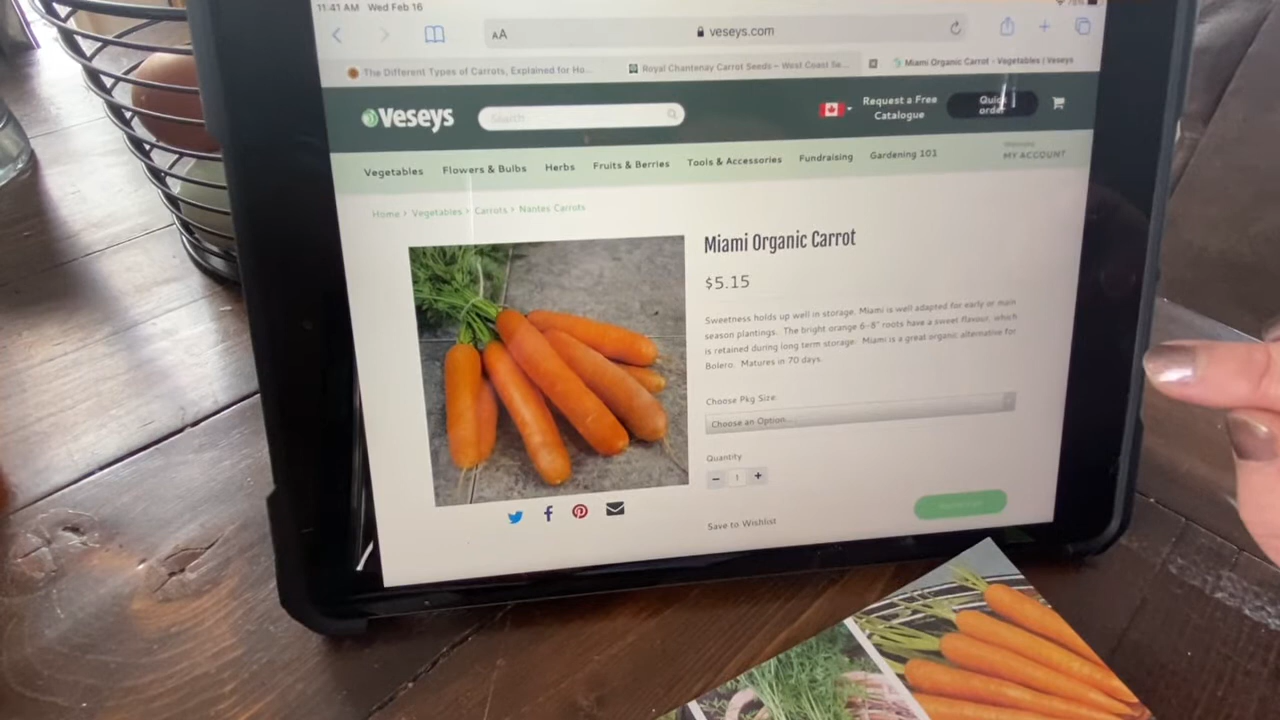 11:41 AM Wed Feb 16
AA veseys.com
The Different Types of Carrots, Explained for Ho...
Royal Chantenay Carrot Seeds – West Coast Se...
Miami Organic Carrot - Vegetables | Veseys
Veseys
Search
Request a Free
Catalogue
Quick
order
Vegetables Flowers & Bulbs Herbs Fruits & Berries Tools & Accessories Fundraising Gardening 101
MY ACCOUNT
Home > Vegetables > Carrots > Nantes Carrots
Miami Organic Carrot
$5.15
Sweetness holds up well in storage. Miami is well adapted for early or main
season plantings. The bright orange 6-8" roots have a sweet flavour, which
is retained during long term storage. Miami is a great organic alternative for
Bolero. Matures in 70 days.
Choose Pkg Size:
Choose an Option...
Quantity
− 1 +
Save to Wishlist